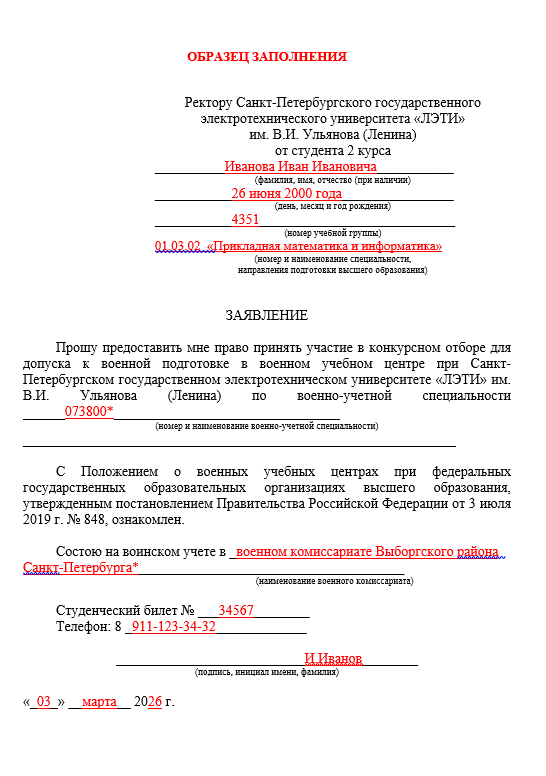 ОБРАЗЕЦ ЗАПОЛНЕНИЯ
Ректору Санкт-Петербургского государственного
электротехнического университета «ЛЭТИ»
им. В.И. Ульянова (Ленина)
от студента 2 курса
Иванова Иван Ивановича
(фамилия, имя, отчество (при наличии)
26 июня 2000 года
(день, месяц и год рождения)
4351
(номер учебной группы)
01.03.02 «Прикладная математика и информатика»
(номер и наименование специальности,
направления подготовки высшего образования)
ЗАЯВЛЕНИЕ
Прошу предоставить мне право принять участие в конкурсном отборе для
допуска к военной подготовке в военном учебном центре при Санкт-
Петербургском государственном электротехническом университете «ЛЭТИ» им.
В.И. Ульянова (Ленина) по военно-учетной специальности
073800*
(номер и наименование военно-учетной специальности)
С Положением о военных учебных центрах при федеральных
государственных образовательных организациях высшего образования,
утвержденным постановлением Правительства Российской Федерации от 3 июля
2019 г. № 848, ознакомлен.
Состою на воинском учете в _военном комиссариате Выборгского района
Санкт-Петербурга*
(наименование военного комиссариата)
Студенческий билет № ___34567________
Телефон: 8 _911-123-34-32____________
И.Иванов
(подпись, инициал имени, фамилия)
«_03_» __марта__ 2026 г.